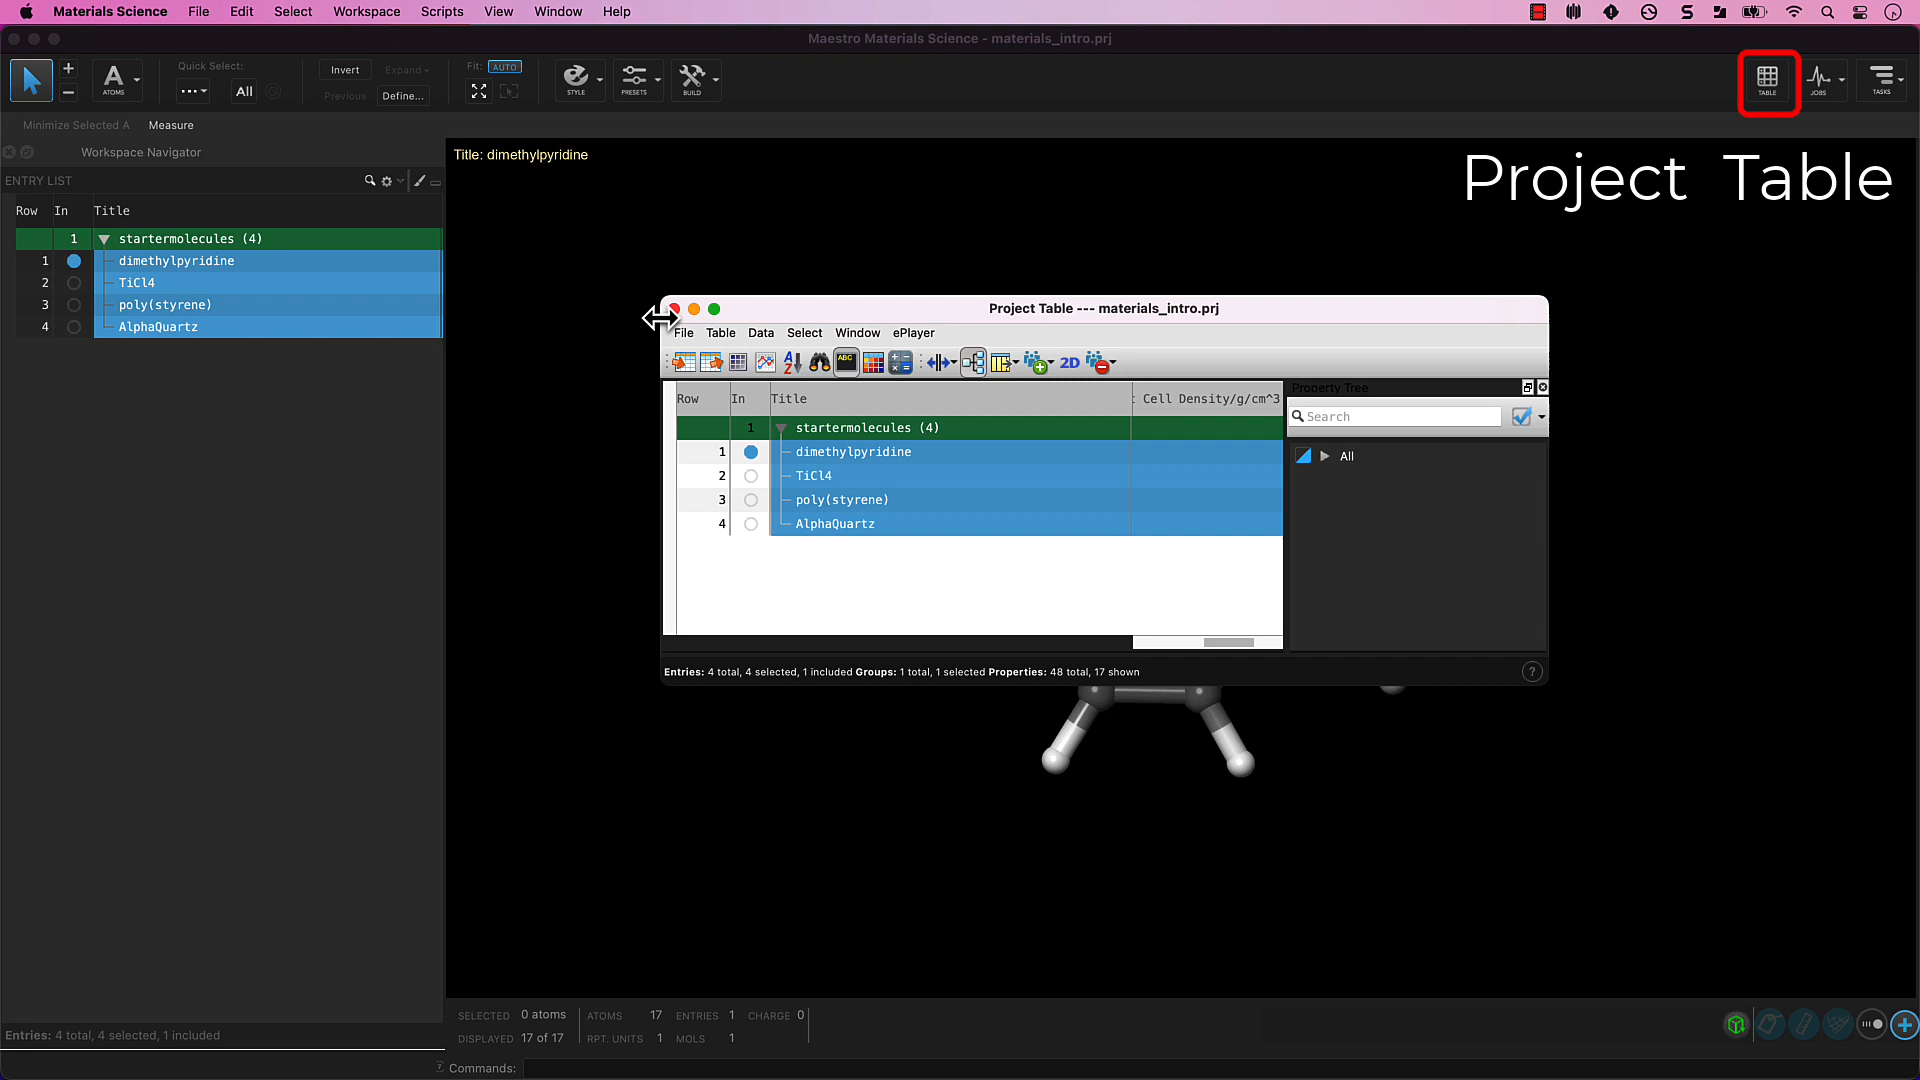 Materials Science File Edit Select Workspace Scripts View Window Help
Maestro Materials Science - materials_intro.prj
A
ATOMS
Quick Select:
All
Invert
Expand
Previous
Define...
Fit: AUTO
STYLE
PRESETS
BUILD
TABLE
JOBS
TASKS
Minimize Selected A Measure
Workspace Navigator
ENTRY LIST
Row In Title
1 startermolecules (4)
1 dimethylpyridine
2 TiCl4
3 poly(styrene)
4 AlphaQuartz
Entries: 4 total, 4 selected, 1 included
Title: dimethylpyridine
Project Table
Project Table --- materials_intro.prj
File Table Data Select Window ePlayer
A Z ABC 2D
Row In Title : Cell Density/g/cm^3
1 startermolecules (4)
1 dimethylpyridine
2 TiCl4
3 poly(styrene)
4 AlphaQuartz
Property Tree
Search
All
Entries: 4 total, 4 selected, 1 included Groups: 1 total, 1 selected Properties: 48 total, 17 shown
?
SELECTED 0 atoms ATOMS 17 ENTRIES 1 CHARGE 0
DISPLAYED 17 of 17 RPT. UNITS 1 MOLS 1
Commands: